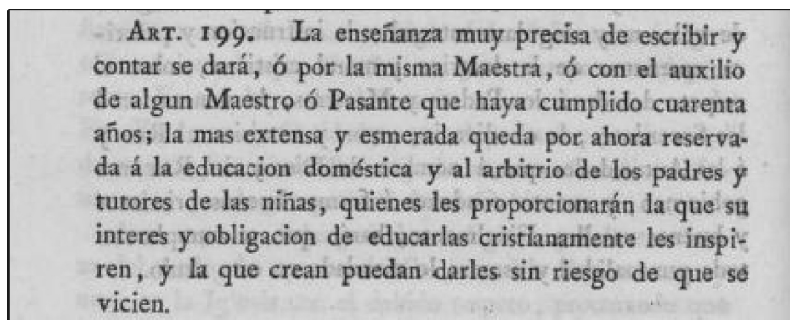 ART. 199. La enseñanza muy precisa de escribir y
contar se dará, ó por la misma Maestra, ó con el auxilio
de algun Maestro ó Pasante que haya cumplido cuarenta
años; la mas extensa y esmerada queda por ahora reserva-
da á la educacion doméstica y al arbitrio de los padres y
tutores de las niñas, quienes les proporcionarán la que su
interes y obligacion de educarlas cristianamente les inspi-
ren, y la que crean puedan darles sin riesgo de que se
vicien.